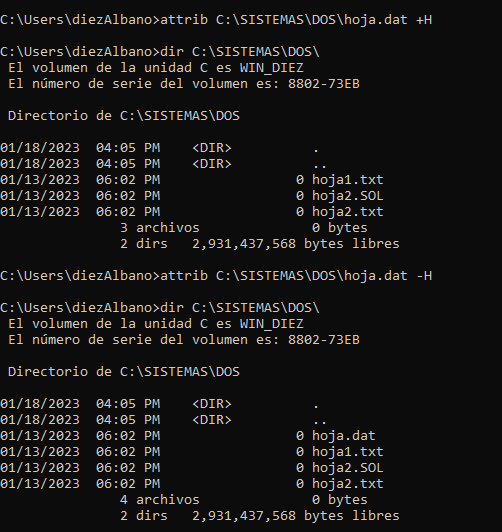 C:\Users\diezAlbano>attrib C:\SISTEMAS\DOS\hoja.dat +H
C:\Users\diezAlbano>dir C:\SISTEMAS\DOS\
El volumen de la unidad C es WIN_DIEZ
El número de serie del volumen es: 8802-73EB
Directorio de C:\SISTEMAS\DOS
01/18/2023  04:05 PM    <DIR>          .
01/18/2023  04:05 PM    <DIR>          ..
01/13/2023  06:02 PM                 0 hoja1.txt
01/13/2023  06:02 PM                 0 hoja2.SOL
01/13/2023  06:02 PM                 0 hoja2.txt
3 archivos              0 bytes
2 dirs   2,931,437,568 bytes libres
C:\Users\diezAlbano>attrib C:\SISTEMAS\DOS\hoja.dat -H
C:\Users\diezAlbano>dir C:\SISTEMAS\DOS\
El volumen de la unidad C es WIN_DIEZ
El número de serie del volumen es: 8802-73EB
Directorio de C:\SISTEMAS\DOS
01/18/2023  04:05 PM    <DIR>          .
01/18/2023  04:05 PM    <DIR>          ..
01/13/2023  06:02 PM                 0 hoja.dat
01/13/2023  06:02 PM                 0 hoja1.txt
01/13/2023  06:02 PM                 0 hoja2.SOL
01/13/2023  06:02 PM                 0 hoja2.txt
4 archivos              0 bytes
2 dirs   2,931,437,568 bytes libres